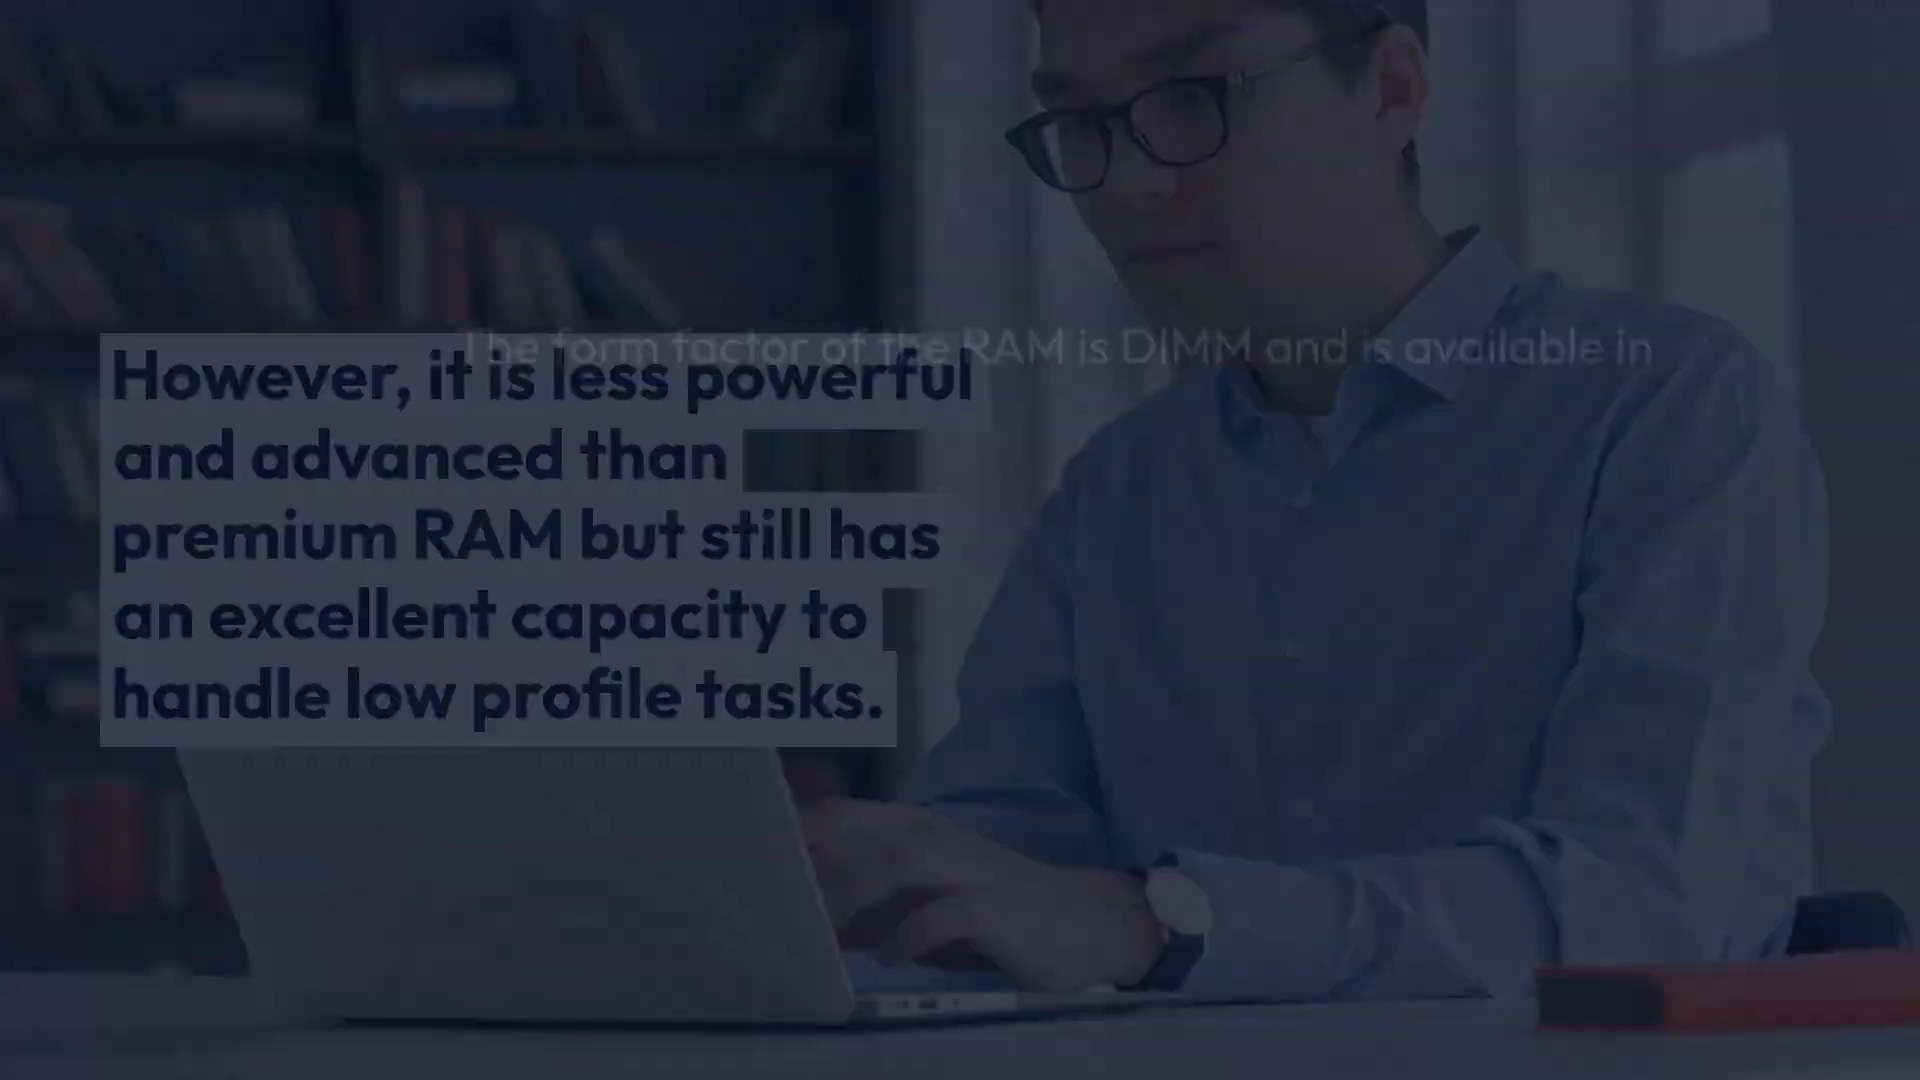 The form factor of the RAM is DIMM and is available in
However, it is less powerful
and advanced than
premium RAM but still has
an excellent capacity to
handle low profile tasks.